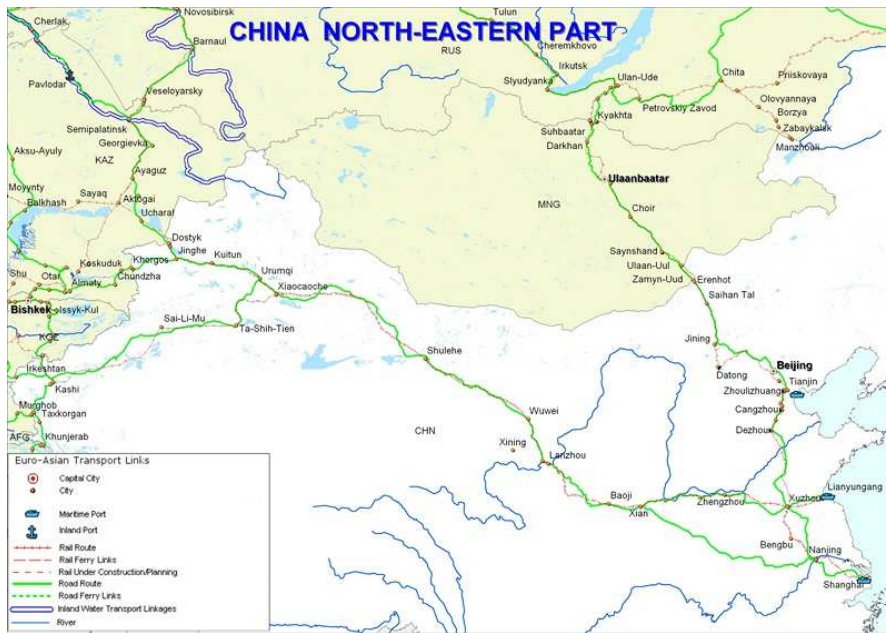 CHINA NORTH-EASTERN PART
Novosibirsk
Tulun
Cherlak
Barnaul
RUS
Cheremkhovo
Irkutsk
Pavlodar
Veseloyarsky
Slyudyanka
Ulan-Ude
Chita
Priiskovaya
Petrovskiy Zavod
Olovyannaya
Borzya
Semipalatinsk
Suhbaatar
Kyakhta
Zabaykalsk
Georgievka
Darkhan
Manzhouli
Aksu-Ayuly
KAZ
Ayaguz
Ulaanbaatar
Moyynty
Sayaq
Aktogai
MNG
Balkhash
Ucharal
Choir
Dostyk
Saynshand
Jinghe
Kuitun
Koskuduk
Khorgos
Ulaan-Uul
Shu
Otar
Chundzha
Urumqi
Zamyn-Uud
Erenhot
Almaty
Xiaocaoche
Saihan Tal
Bishkek
Issyk-Kul
Sai-Li-Mu
Ta-Shih-Tien
KGZ
Jining
Shulehe
Beijing
Irkeshtan
Datong
Tianjin
Kashi
Zhoulizhuang
Murghob
Cangzhou
Taxkorgan
Wuwei
CHN
Dezhou
AFG
Khunjerab
Xining
Lanzhou
Euro-Asian Transport Links
Capital City
City
Maritime Port
Inland Port
Rail Route
Rail Ferry Links
Rail Under Construction/Planning
Road Route
Road Ferry Links
Inland Water Transport Linkages
River
Lianyungang
Baoji
Xian
Zhengzhou
Xuzhou
Bengbu
Nanjing
Shanghai